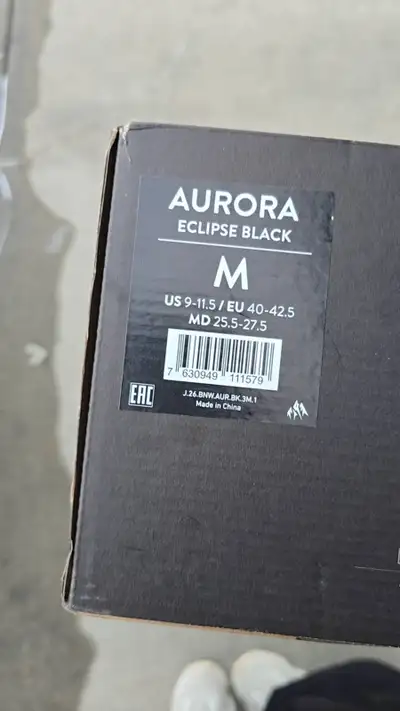 AURORA
ECLIPSE BLACK
M
US 9-11.5 / EU 40-42.5
MD 25.5-27.5
7 630949 111579
J.26.BNW.AUR.BK.3M.1
Made in China
EAC